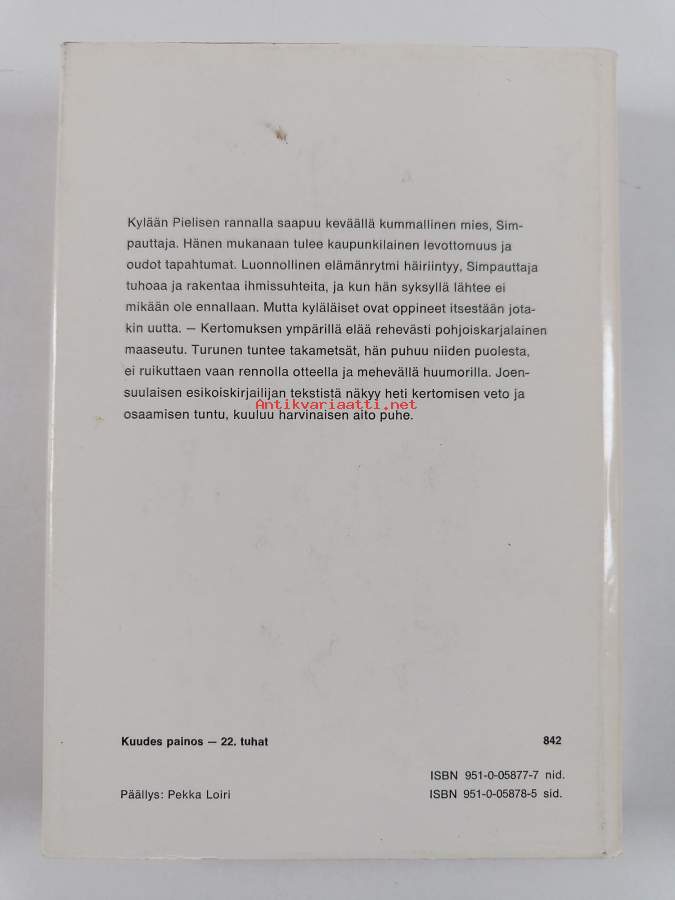 Kylään Pielisen rannalla saapuu keväällä kummallinen mies, Sim-
pauttaja. Hänen mukanaan tulee kaupunkilainen levottomuus ja
oudot tapahtumat. Luonnollinen elämänrytmi häiriintyy, Simpauttaja
tuhoaa ja rakentaa ihmissuhteita, ja kun hän syksyllä lähtee ei
mikään ole ennallaan. Mutta kyläläiset ovat oppineet itsestään jota-
kin uutta. — Kertomuksen ympärillä elää rehevästi pohjoiskarjalainen
maaseutu. Turunen tuntee takametsät, hän puhuu niiden puolesta,
ei ruikuttaen vaan rennolla otteella ja mehevällä huumorilla. Joen-
suulaisen esikoiskirjailijan tekstistä näkyy heti kertomisen veto ja
Antikvariaatti.net
osaamisen tuntu, kuuluu harvinaisen aito puhe.
Kuudes painos — 22. tuhat 842
ISBN 951-0-05877-7 nid.
Päällys: Pekka Loiri ISBN 951-0-05878-5 sid.